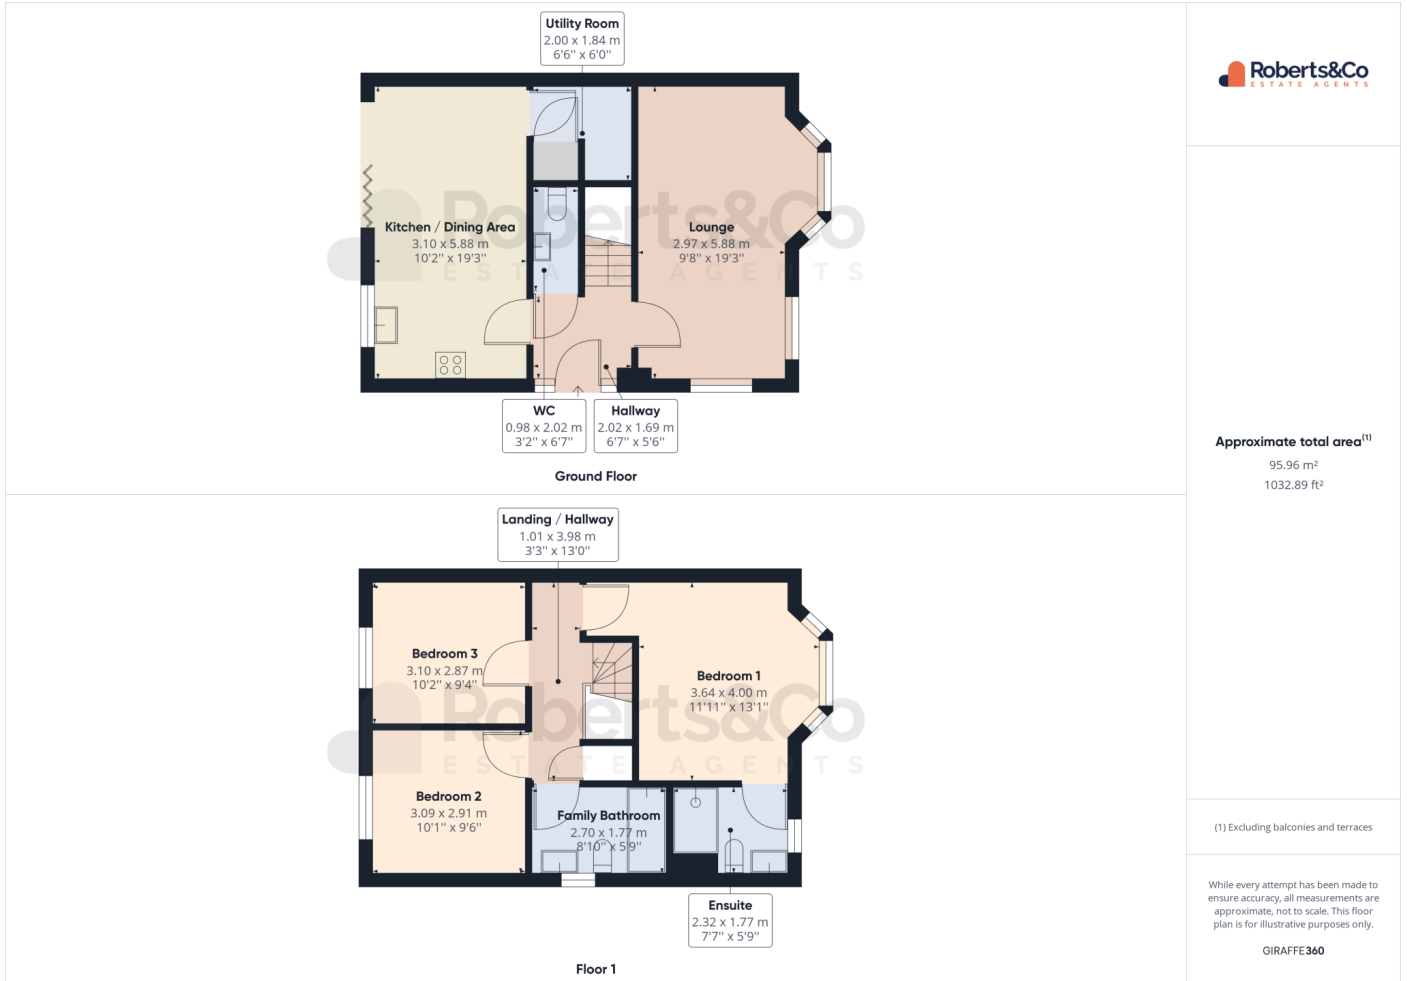 Utility Room
2.00 x 1.84 m
6'6'' x 6'0''
Kitchen / Dining Area
3.10 x 5.88 m
10'2'' x 19'3''
Lounge
2.97 x 5.88 m
9'8'' x 19'3''
Roberts&Co
ESTATE AGENTS
WC
0.98 x 2.02 m
3'2'' x 6'7''
Hallway
2.02 x 1.69 m
6'7'' x 5'6''
Ground Floor
Landing / Hallway
1.01 x 3.98 m
3'3'' x 13'0''
Bedroom 3
3.10 x 2.87 m
10'2'' x 9'4''
Bedroom 1
3.64 x 4.00 m
11'11'' x 13'1''
Roberts&Co
ESTATE AGENTS
Bedroom 2
3.09 x 2.91 m
10'1'' x 9'6''
Family Bathroom
2.70 x 1.77 m
8'10'' x 5'9''
Ensuite
2.32 x 1.77 m
7'7'' x 5'9''
Floor 1
Roberts&Co
ESTATE AGENTS
Approximate total area(1)
95.96 m²
1032.89 ft²
(1) Excluding balconies and terraces
While every attempt has been made to
ensure accuracy, all measurements are
approximate, not to scale. This floor
plan is for illustrative purposes only.
GIRAFFE360